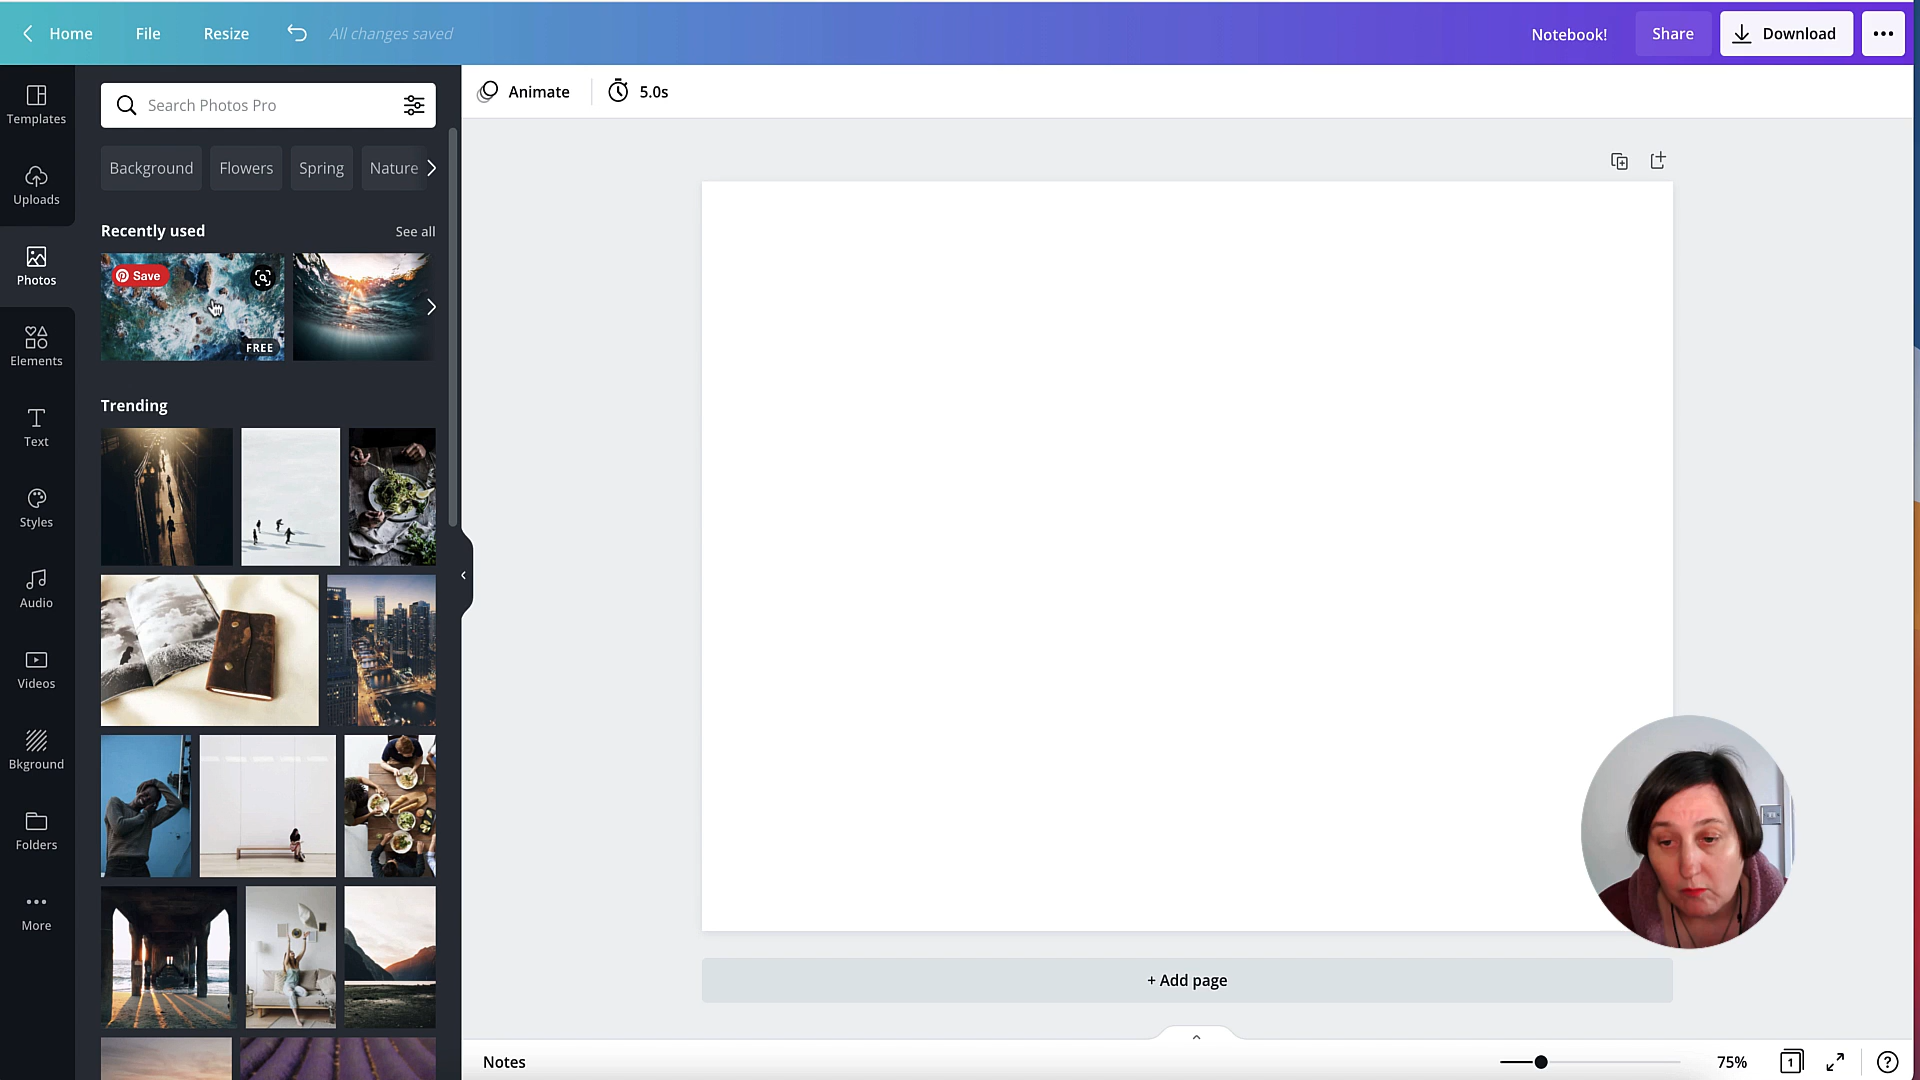 Home
File
Resize
All changes saved
Notebook!
Share
Download
Templates
Uploads
Photos
Elements
Text
Styles
Audio
Videos
Bkground
Folders
More
Search Photos Pro
Background
Flowers
Spring
Nature
Recently used
See all
Save
FREE
Trending
Animate
5.0s
+ Add page
Notes
75%
1
?